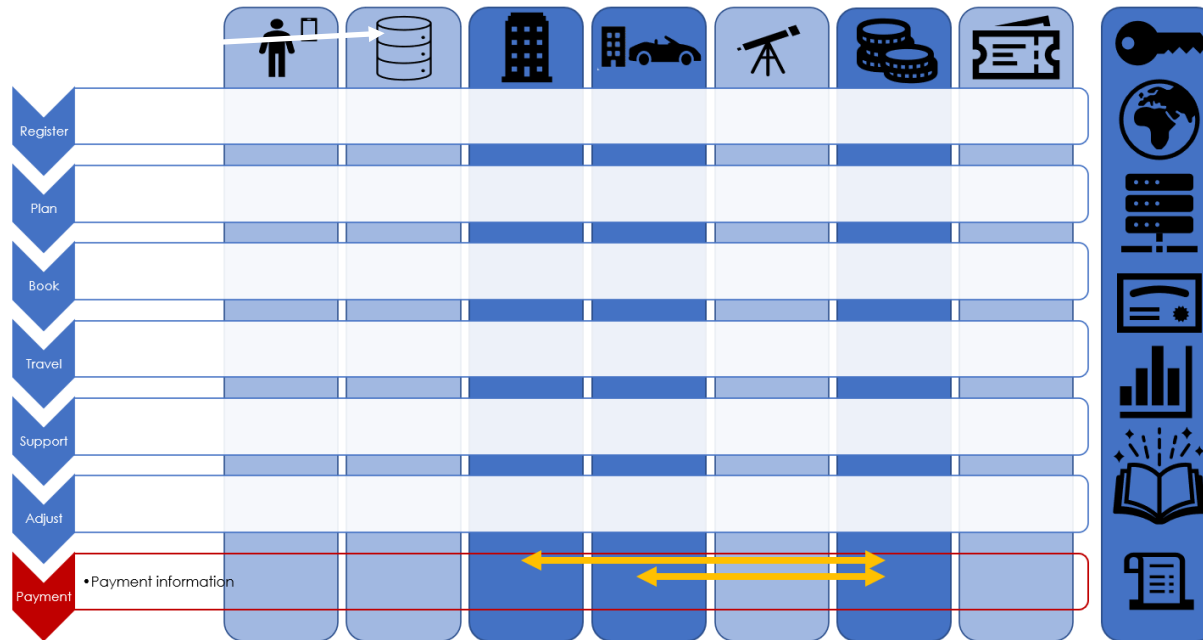 Register
Plan
Book
Travel
Support
Adjust
Payment
•Payment information